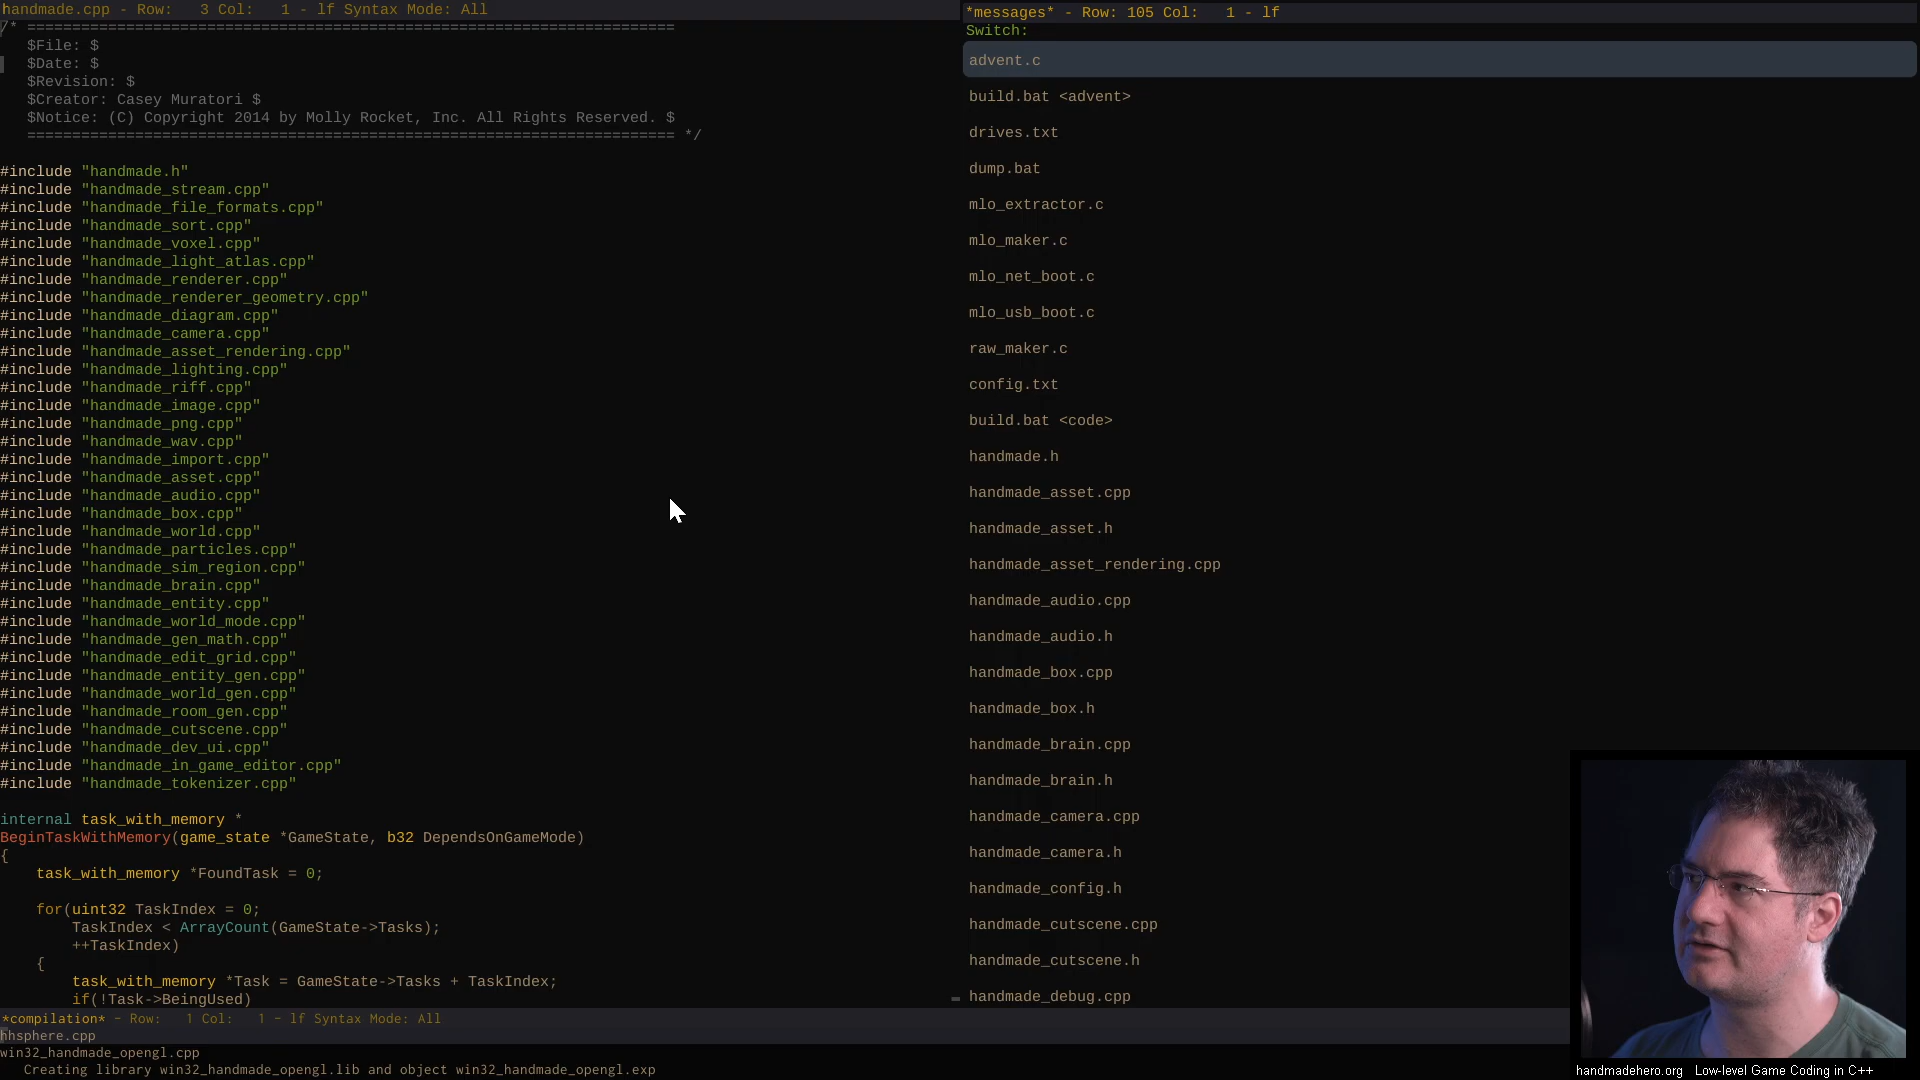 handmade.cpp - Row:   3 Col:   1 - lf Syntax Mode: All
/* ========================================================================
   $File: $
   $Date: $
   $Revision: $
   $Creator: Casey Muratori $
   $Notice: (C) Copyright 2014 by Molly Rocket, Inc. All Rights Reserved. $
   ======================================================================== */
#include "handmade.h"
#include "handmade_stream.cpp"
#include "handmade_file_formats.cpp"
#include "handmade_sort.cpp"
#include "handmade_voxel.cpp"
#include "handmade_light_atlas.cpp"
#include "handmade_renderer.cpp"
#include "handmade_renderer_geometry.cpp"
#include "handmade_diagram.cpp"
#include "handmade_camera.cpp"
#include "handmade_asset_rendering.cpp"
#include "handmade_lighting.cpp"
#include "handmade_riff.cpp"
#include "handmade_image.cpp"
#include "handmade_png.cpp"
#include "handmade_wav.cpp"
#include "handmade_import.cpp"
#include "handmade_asset.cpp"
#include "handmade_audio.cpp"
#include "handmade_box.cpp"
#include "handmade_world.cpp"
#include "handmade_particles.cpp"
#include "handmade_sim_region.cpp"
#include "handmade_brain.cpp"
#include "handmade_entity.cpp"
#include "handmade_world_mode.cpp"
#include "handmade_gen_math.cpp"
#include "handmade_edit_grid.cpp"
#include "handmade_entity_gen.cpp"
#include "handmade_world_gen.cpp"
#include "handmade_room_gen.cpp"
#include "handmade_cutscene.cpp"
#include "handmade_dev_ui.cpp"
#include "handmade_in_game_editor.cpp"
#include "handmade_tokenizer.cpp"
internal task_with_memory *
BeginTaskWithMemory(game_state *GameState, b32 DependsOnGameMode)
{
    task_with_memory *FoundTask = 0;
    for(uint32 TaskIndex = 0;
        TaskIndex < ArrayCount(GameState->Tasks);
        ++TaskIndex)
    {
        task_with_memory *Task = GameState->Tasks + TaskIndex;
        if(!Task->BeingUsed)
*messages* - Row: 105 Col:   1 - lf
Switch:
advent.c
build.bat <advent>
drives.txt
dump.bat
mlo_extractor.c
mlo_maker.c
mlo_net_boot.c
mlo_usb_boot.c
raw_maker.c
config.txt
build.bat <code>
handmade.h
handmade_asset.cpp
handmade_asset.h
handmade_asset_rendering.cpp
handmade_audio.cpp
handmade_audio.h
handmade_box.cpp
handmade_box.h
handmade_brain.cpp
handmade_brain.h
handmade_camera.cpp
handmade_camera.h
handmade_config.h
handmade_cutscene.cpp
handmade_cutscene.h
handmade_debug.cpp
*compilation* - Row:   1 Col:   1 - lf Syntax Mode: All
hhsphere.cpp
win32_handmade_opengl.cpp
   Creating library win32_handmade_opengl.lib and object win32_handmade_opengl.exp
handmadehero.org   Low-level Game Coding in C++